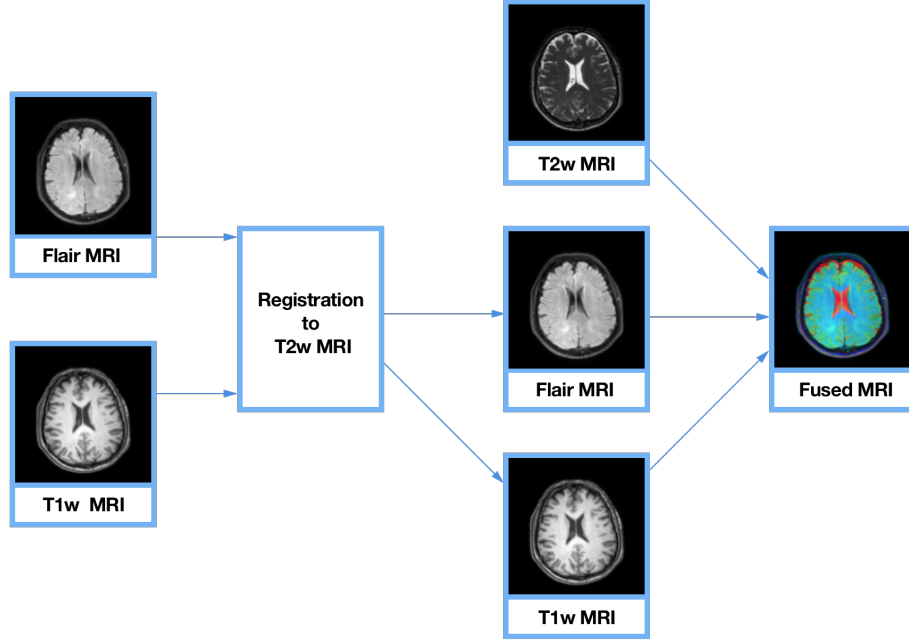 Flair MRI
T1w MRI
Registration
to
T2w MRI
T2w MRI
Flair MRI
T1w MRI
Fused MRI